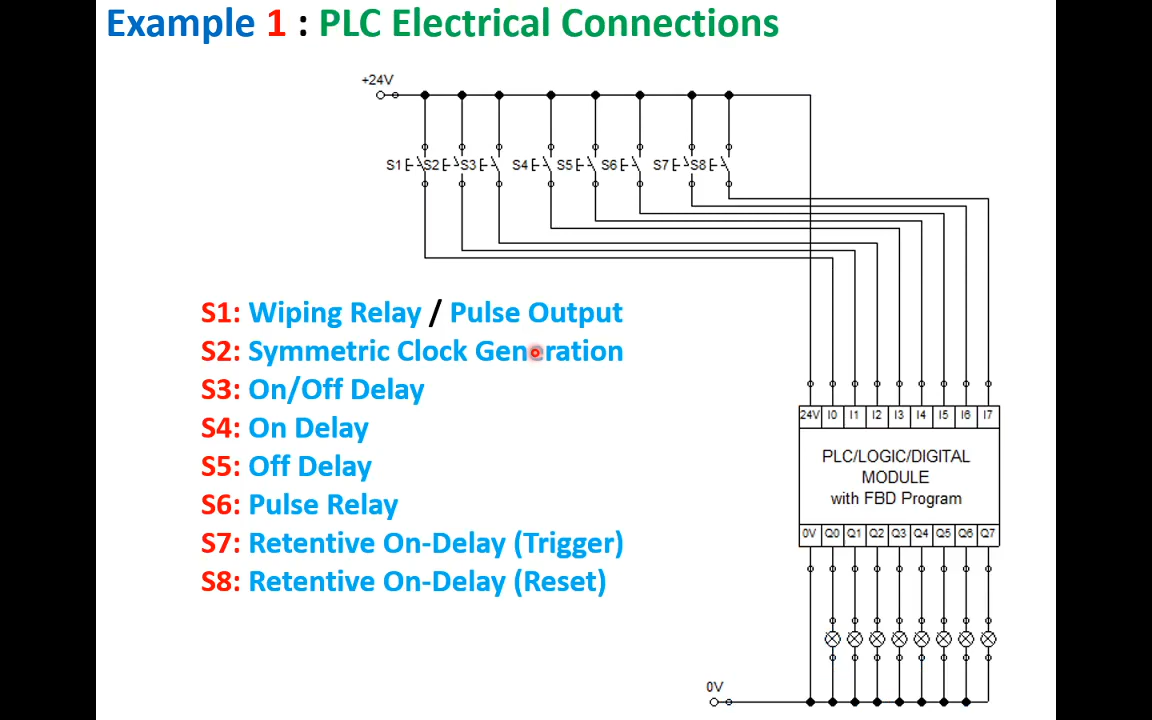 Example 1 : PLC Electrical Connections
+24V
S1 S2 S3 S4 S5 S6 S7 S8
S1: Wiping Relay / Pulse Output
S2: Symmetric Clock Generation
S3: On/Off Delay
S4: On Delay
S5: Off Delay
S6: Pulse Relay
S7: Retentive On-Delay (Trigger)
S8: Retentive On-Delay (Reset)
24V I0 I1 I2 I3 I4 I5 I6 I7
PLC/LOGIC/DIGITAL
MODULE
with FBD Program
0V Q0 Q1 Q2 Q3 Q4 Q5 Q6 Q7
0V